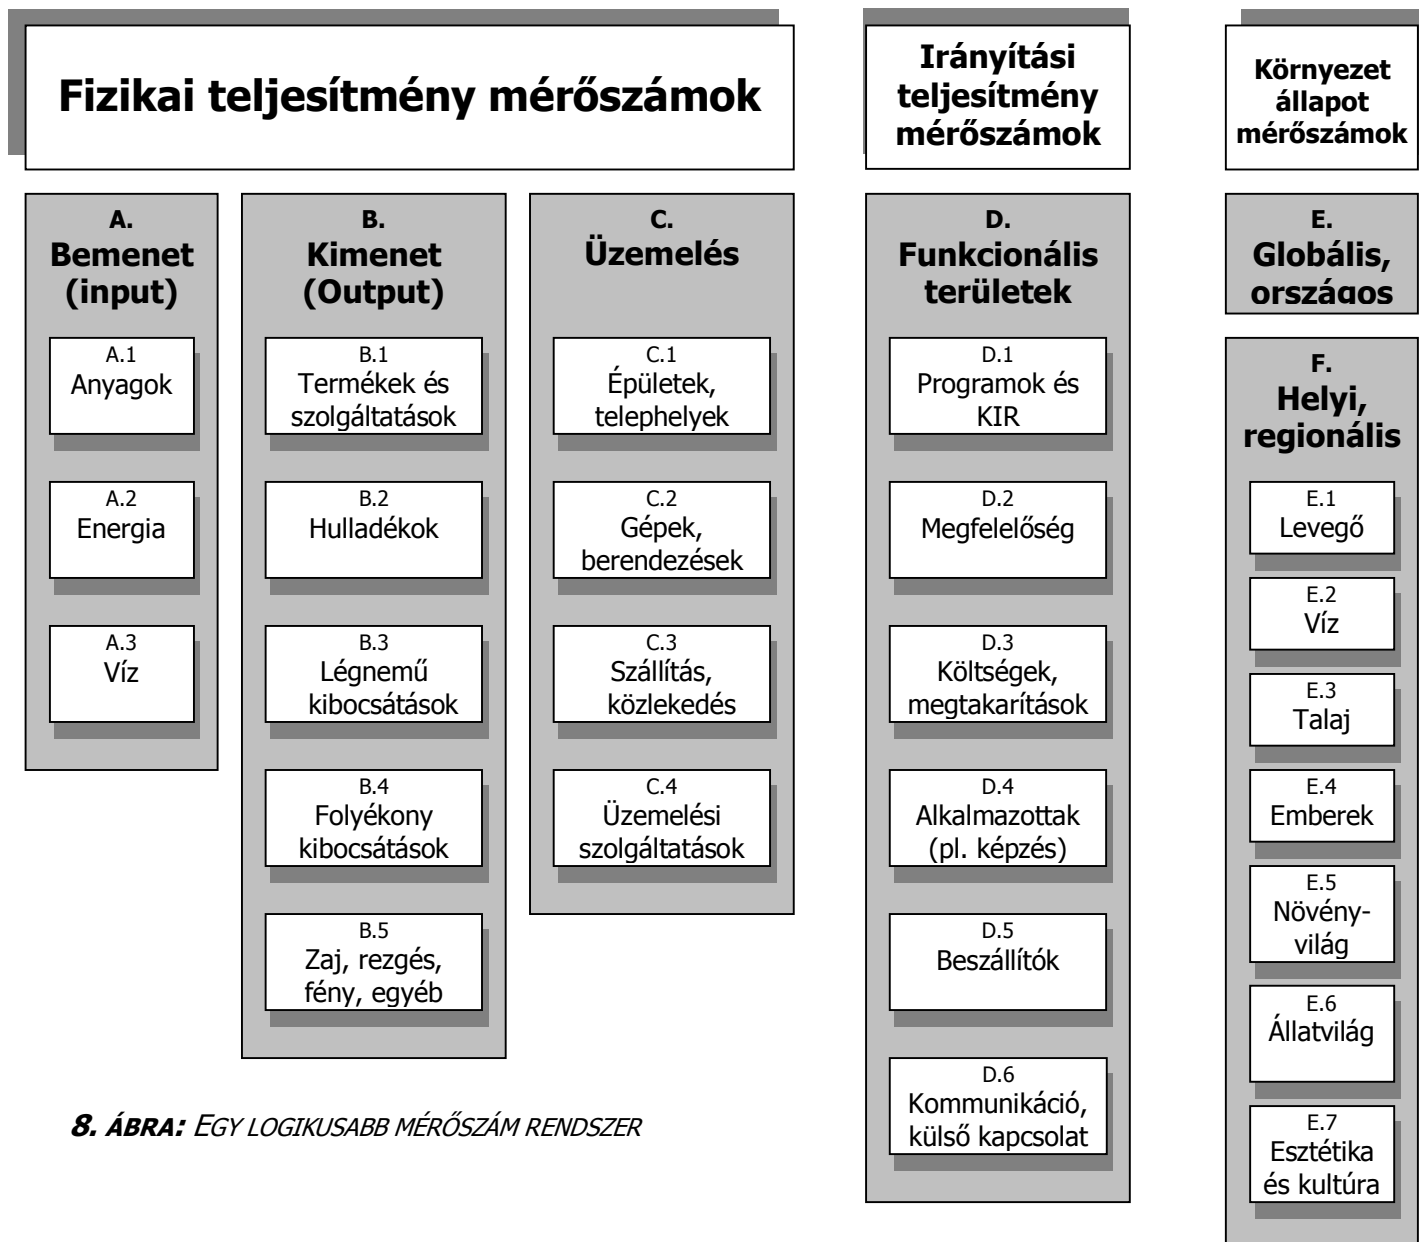 Fizikai teljesítmény mérőszámok
Irányítási
teljesítmény
mérőszámok
Környezet
állapot
mérőszámok
A.
Bemenet
(input)
A.1
Anyagok
A.2
Energia
A.3
Víz
B.
Kimenet
(Output)
B.1
Termékek és
szolgáltatások
B.2
Hulladékok
B.3
Légnemű
kibocsátások
B.4
Folyékony
kibocsátások
B.5
Zaj, rezgés,
fény, egyéb
C.
Üzemelés
C.1
Épületek,
telephelyek
C.2
Gépek,
berendezések
C.3
Szállítás,
közlekedés
C.4
Üzemelési
szolgáltatások
D.
Funkcionális
területek
D.1
Programok és
KIR
D.2
Megfelelőség
D.3
Költségek,
megtakarítások
D.4
Alkalmazottak
(pl. képzés)
D.5
Beszállítók
D.6
Kommunikáció,
külső kapcsolat
E.
Globális,
országos
F.
Helyi,
regionális
E.1
Levegő
E.2
Víz
E.3
Talaj
E.4
Emberek
E.5
Növény-
világ
E.6
Állatvilág
E.7
Esztétika
és kultúra
8. ÁBRA: EGY LOGIKUSABB MÉRŐSZÁM RENDSZER